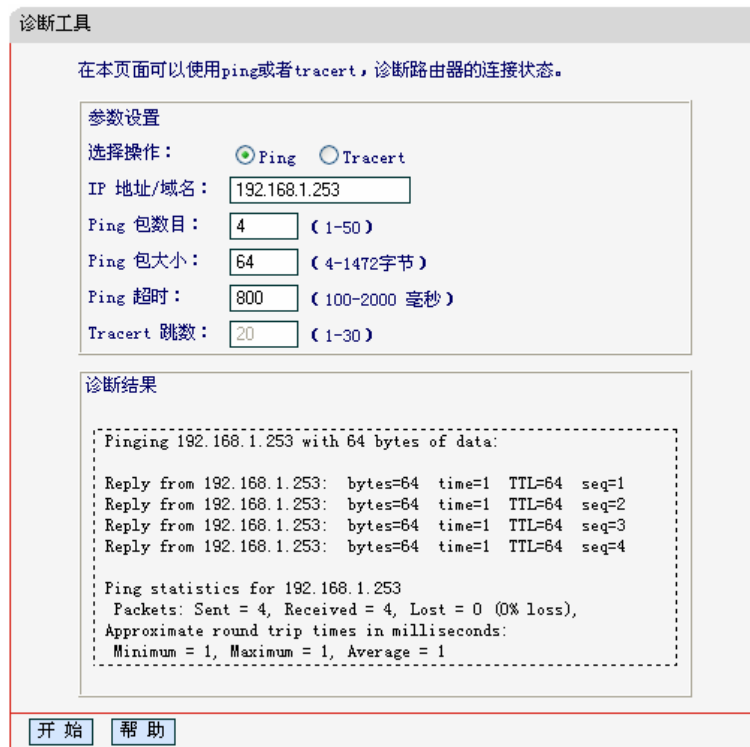 诊断工具
在本页面可以使用ping或者tracert，诊断路由器的连接状态。
参数设置
选择操作： Ping Tracert
IP 地址/域名： 192.168.1.253
Ping 包数目： 4 （1-50）
Ping 包大小： 64 （4-1472字节）
Ping 超时： 800 （100-2000 毫秒）
Tracert 跳数： 20 （1-30）
诊断结果
Pinging 192.168.1.253 with 64 bytes of data:
Reply from 192.168.1.253: bytes=64 time=1 TTL=64 seq=1
Reply from 192.168.1.253: bytes=64 time=1 TTL=64 seq=2
Reply from 192.168.1.253: bytes=64 time=1 TTL=64 seq=3
Reply from 192.168.1.253: bytes=64 time=1 TTL=64 seq=4
Ping statistics for 192.168.1.253
Packets: Sent = 4, Received = 4, Lost = 0 (0% loss),
Approximate round trip times in milliseconds:
Minimum = 1, Maximum = 1, Average = 1
开 始 帮 助